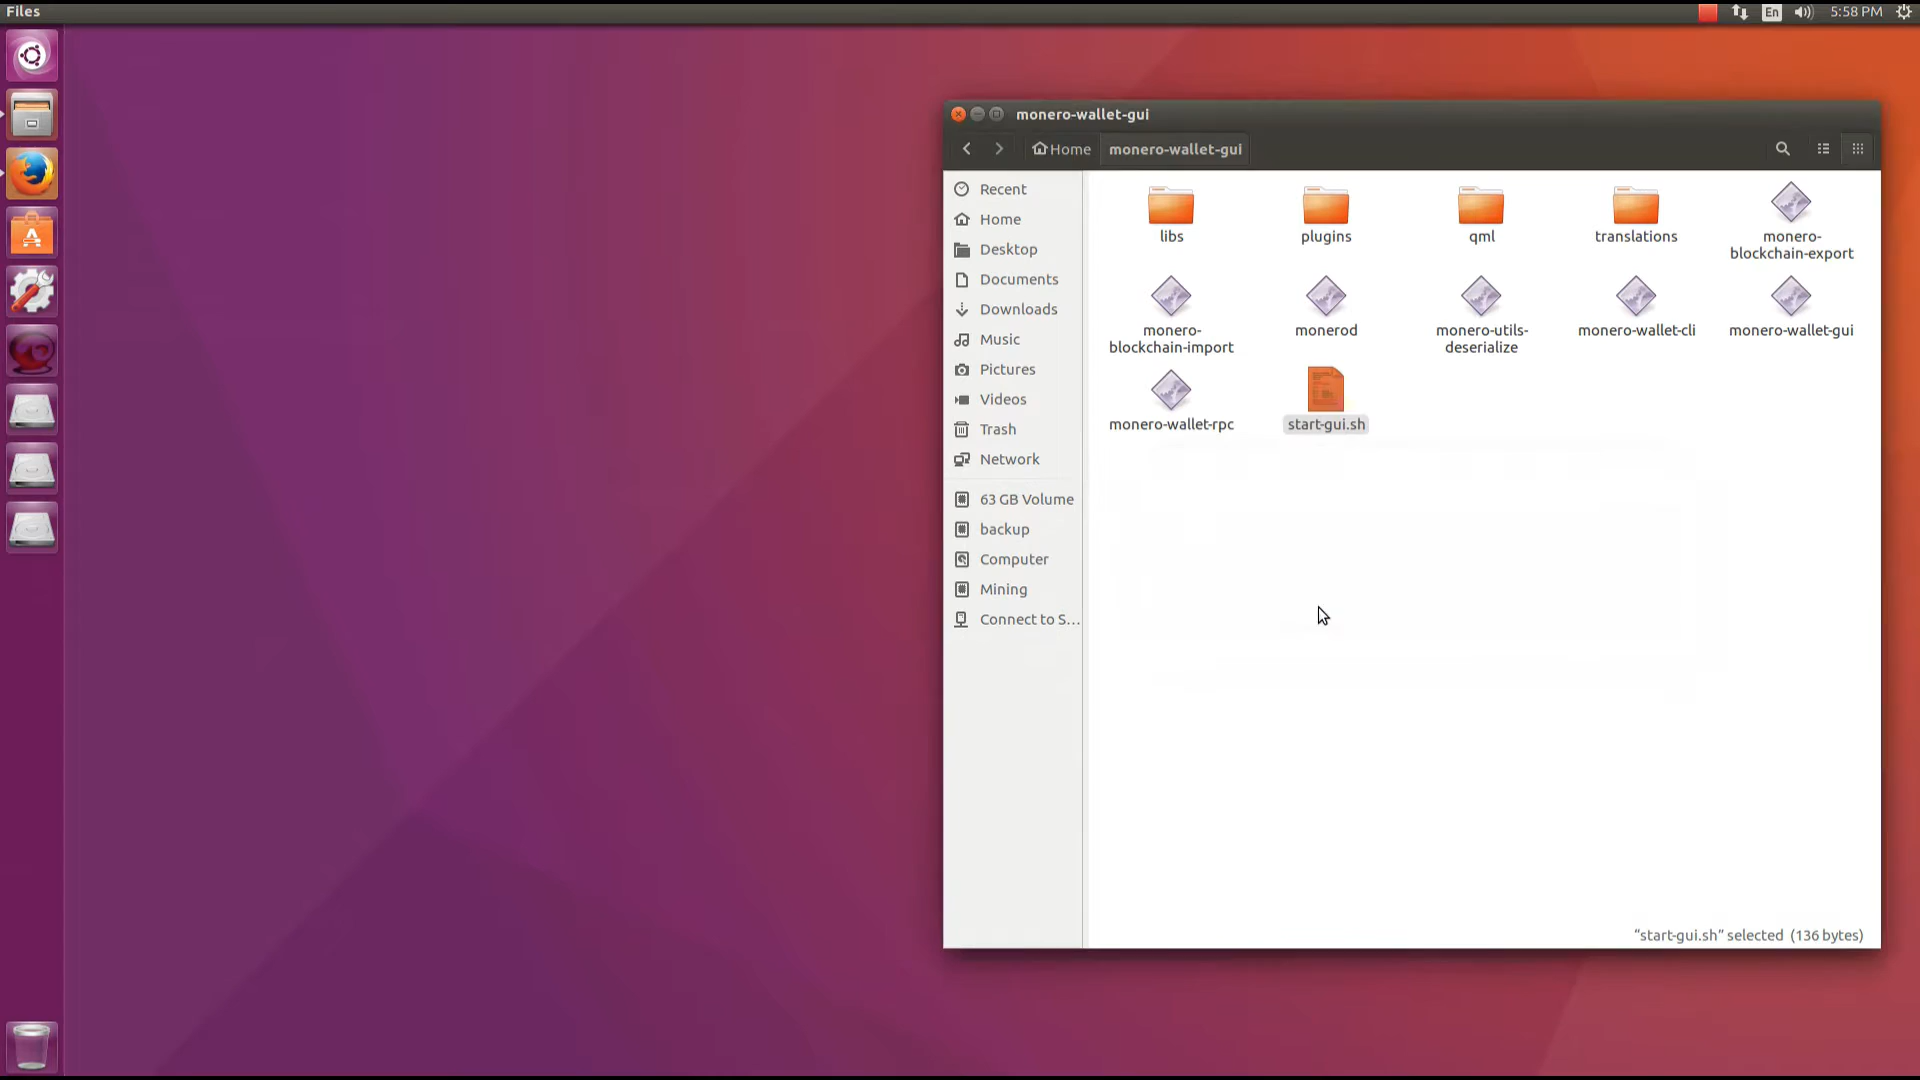 Files
En
5:58 PM
monero-wallet-gui
Home
monero-wallet-gui
Recent
Home
Desktop
Documents
Downloads
Music
Pictures
Videos
Trash
Network
63 GB Volume
backup
Computer
Mining
Connect to S…
libs
plugins
qml
translations
monero-
blockchain-export
monero-
blockchain-import
monerod
monero-utils-
deserialize
monero-wallet-cli
monero-wallet-gui
monero-wallet-rpc
start-gui.sh
“start-gui.sh” selected (136 bytes)